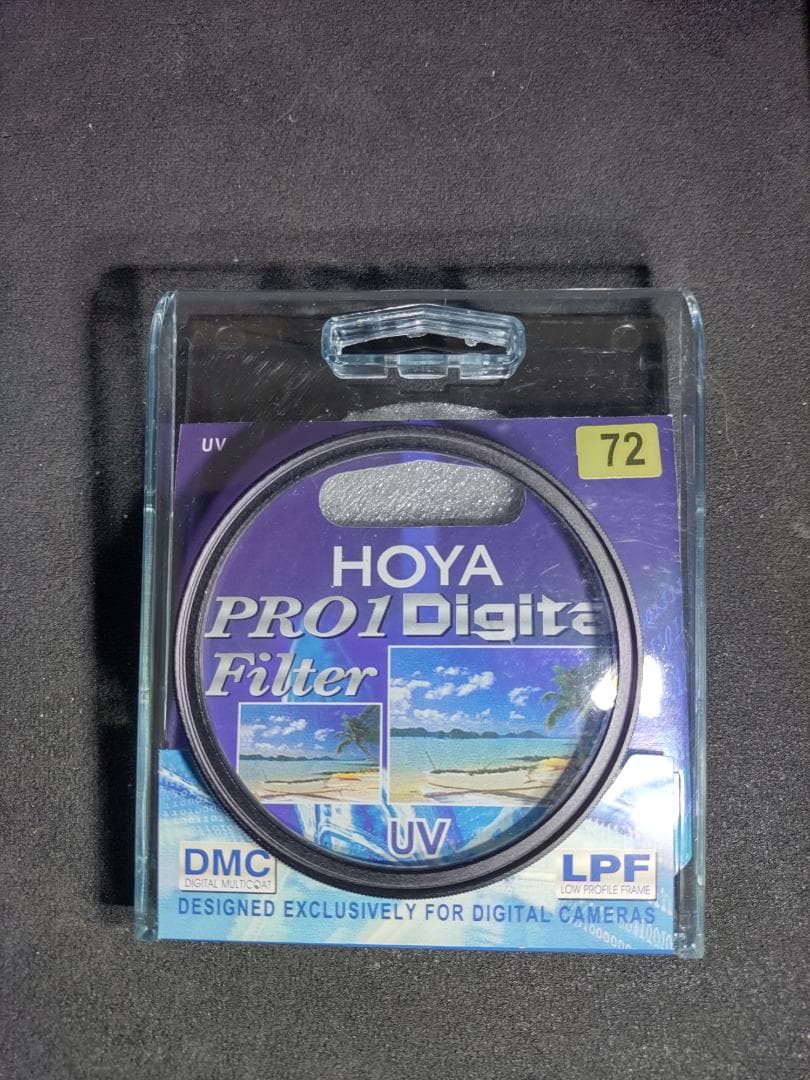 UV
72
HOYA
PRO1 Digita
Filter
UV
DMC
DIGITAL MULTICOAT
LPF
LOW PROFILE FRAME
DESIGNED EXCLUSIVELY FOR DIGITAL CAMERAS